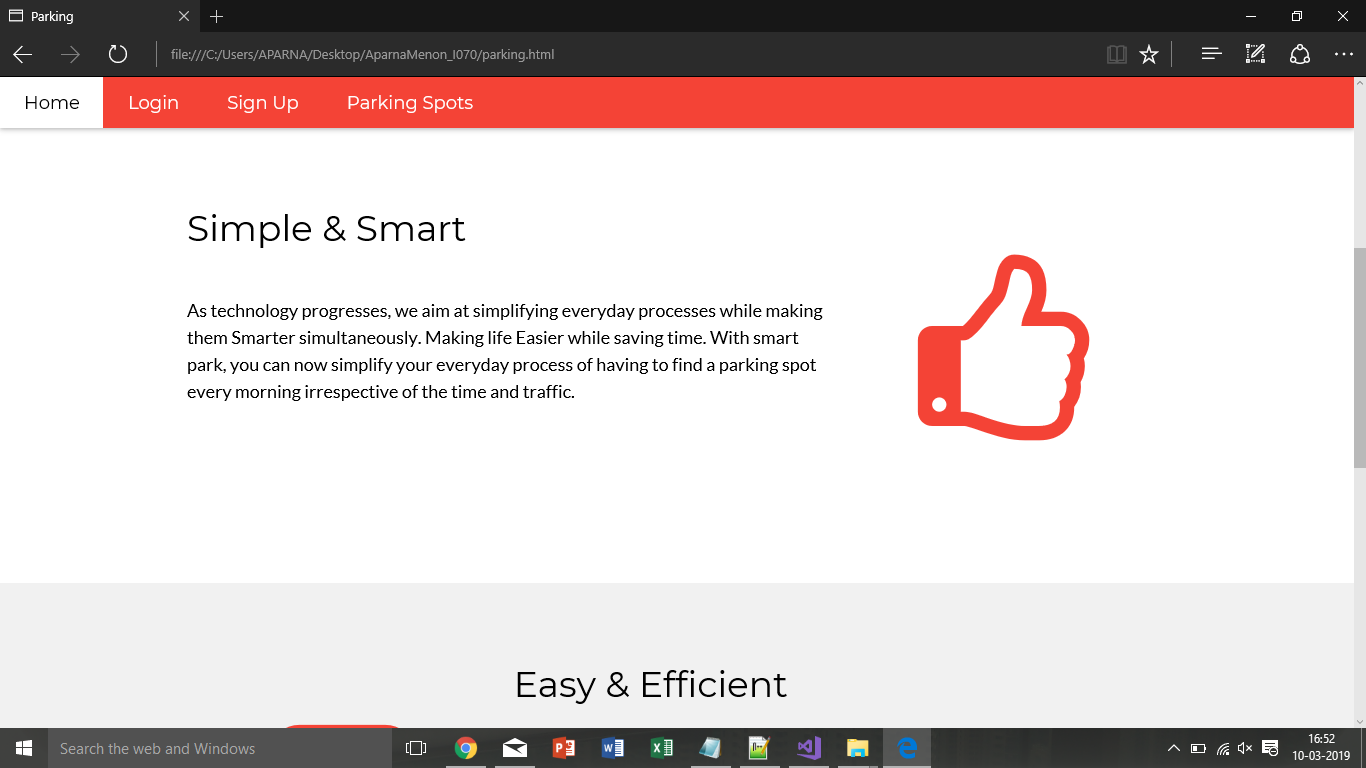 Parking
file:///C:/Users/APARNA/Desktop/AparnaMenon_I070/parking.html
Home Login Sign Up Parking Spots
Simple & Smart
As technology progresses, we aim at simplifying everyday processes while making
them Smarter simultaneously. Making life Easier while saving time. With smart
park, you can now simplify your everyday process of having to find a parking spot
every morning irrespective of the time and traffic.
Easy & Efficient
Search the web and Windows
16:52
10-03-2019